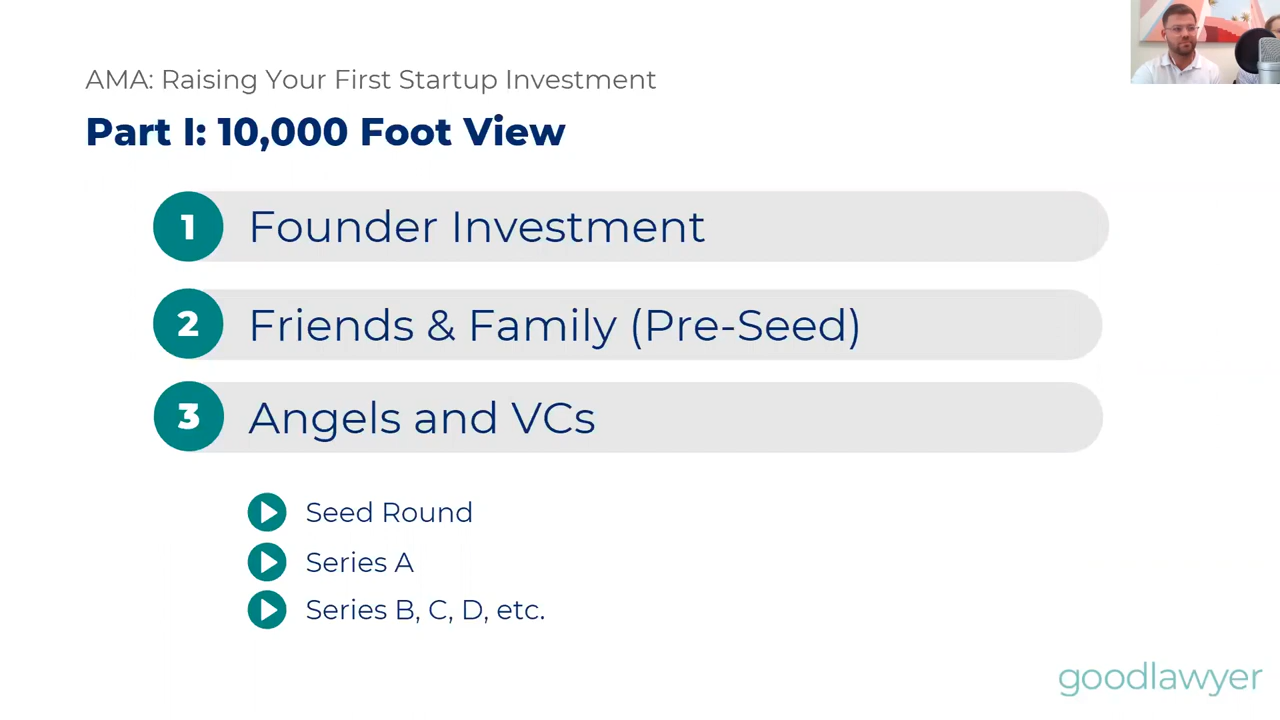 AMA: Raising Your First Startup Investment
Part I: 10,000 Foot View
1 Founder Investment
2 Friends & Family (Pre-Seed)
3 Angels and VCs
Seed Round
Series A
Series B, C, D, etc.
goodlawyer